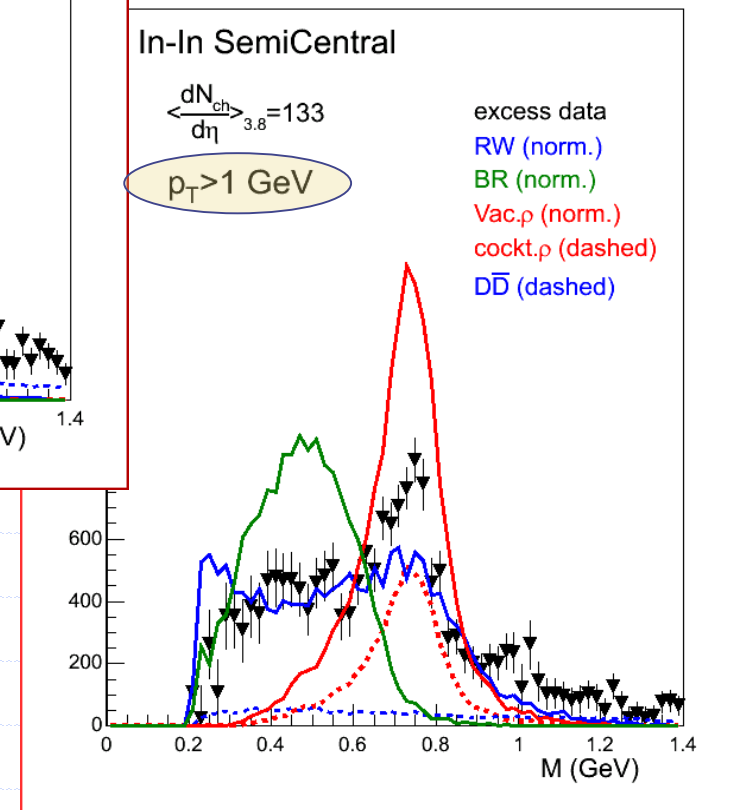 In-In SemiCentral
<dNch/dη>3.8=133
pT>1 GeV
excess data
RW (norm.)
BR (norm.)
Vac.ρ (norm.)
cockt.ρ (dashed)
DD̅ (dashed)
1.4
V)
600
400
200
0
0 0.2 0.4 0.6 0.8 1 1.2 1.4
M (GeV)